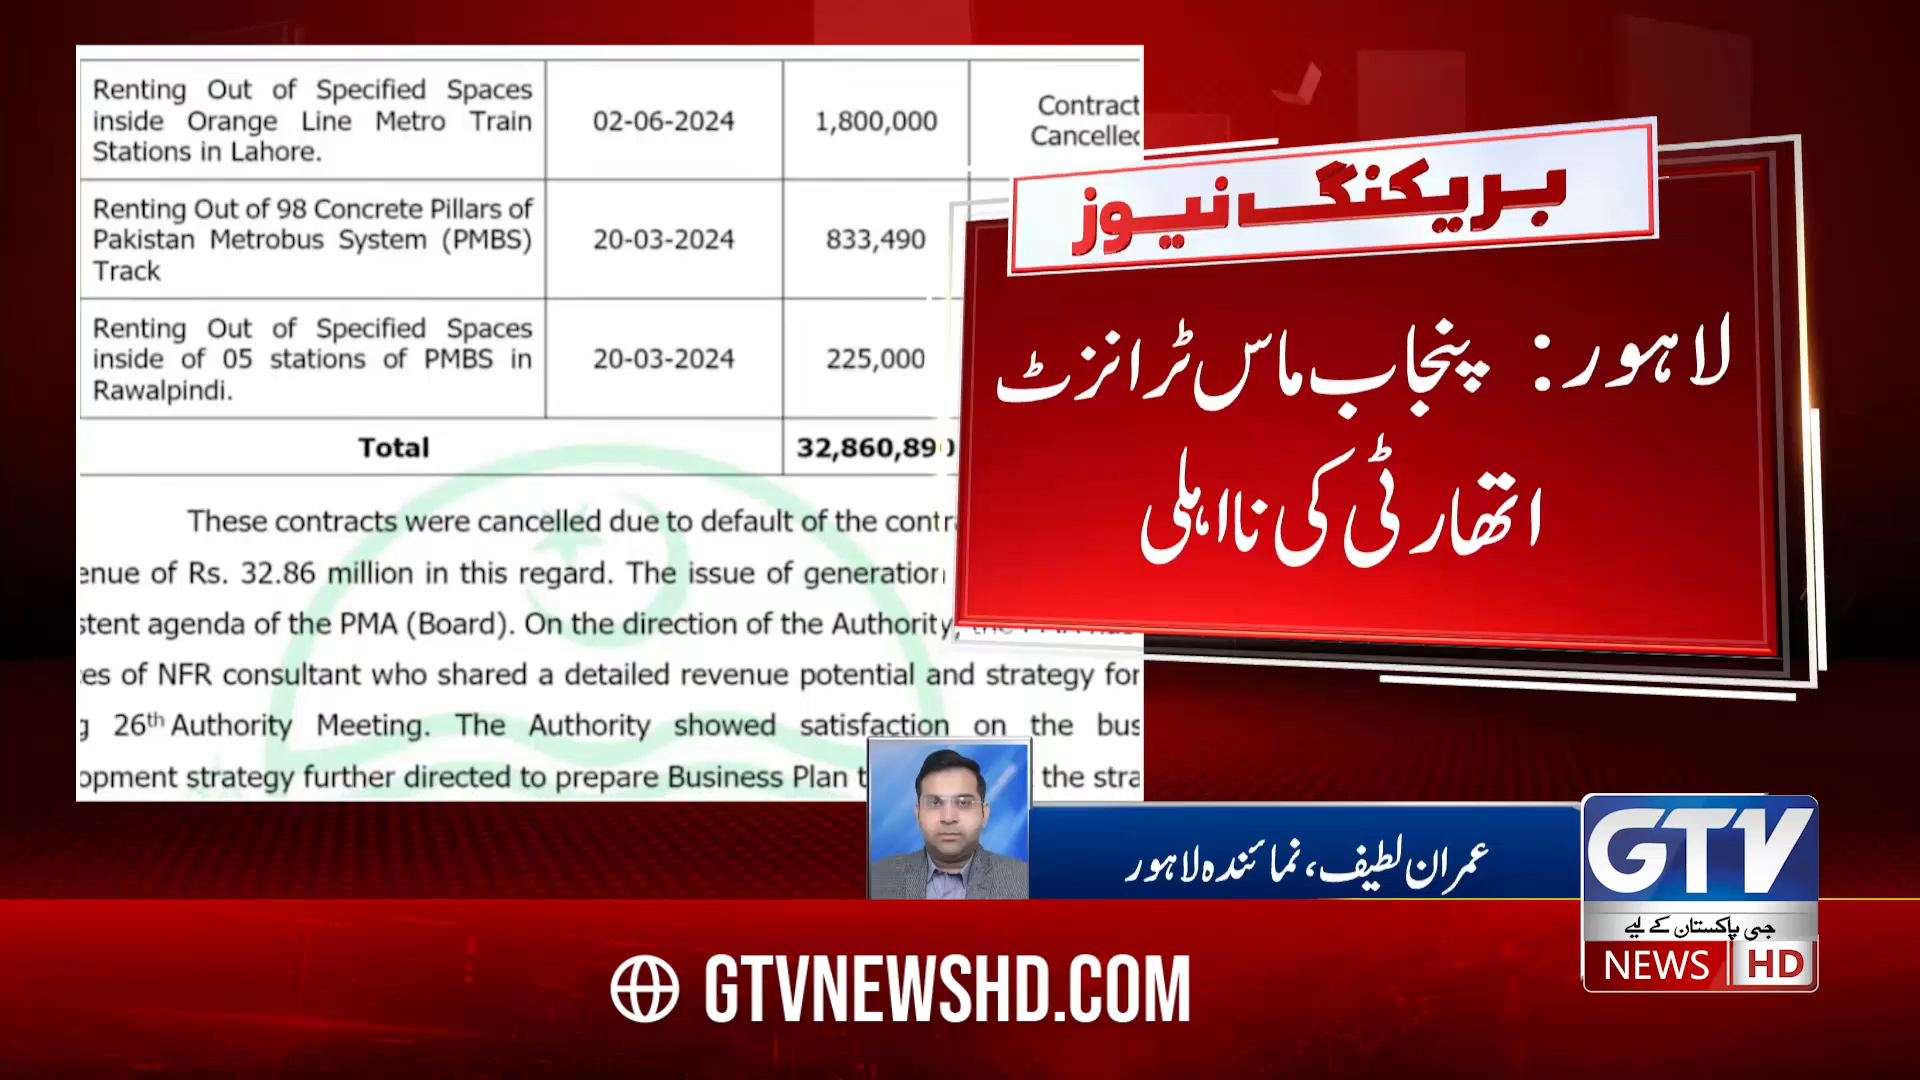 Renting Out of Specified Spaces
inside Orange Line Metro Train
Stations in Lahore.
02-06-2024
1,800,000
Contract
Cancelled
Renting Out of 98 Concrete Pillars of
Pakistan Metrobus System (PMBS)
Track
20-03-2024
833,490
Renting Out of Specified Spaces
inside of 05 stations of PMBS in
Rawalpindi.
20-03-2024
225,000
Total
32,860,890
These contracts were cancelled due to default of the contr
enue of Rs. 32.86 million in this regard. The issue of generation
stent agenda of the PMA (Board). On the direction of the Authority,
es of NFR consultant who shared a detailed revenue potential and strategy for
g 26th Authority Meeting. The Authority showed satisfaction on the bus
opment strategy further directed to prepare Business Plan t the stra
بریکنگ نیوز
لاہور: پنجاب ماس ٹرانزٹ
اتھارٹی کی نااہلی
عمران لطیف، نمائندہ لاہور
GTV
جی پاکستان کے لیے
NEWS HD
GTVNEWSHD.COM